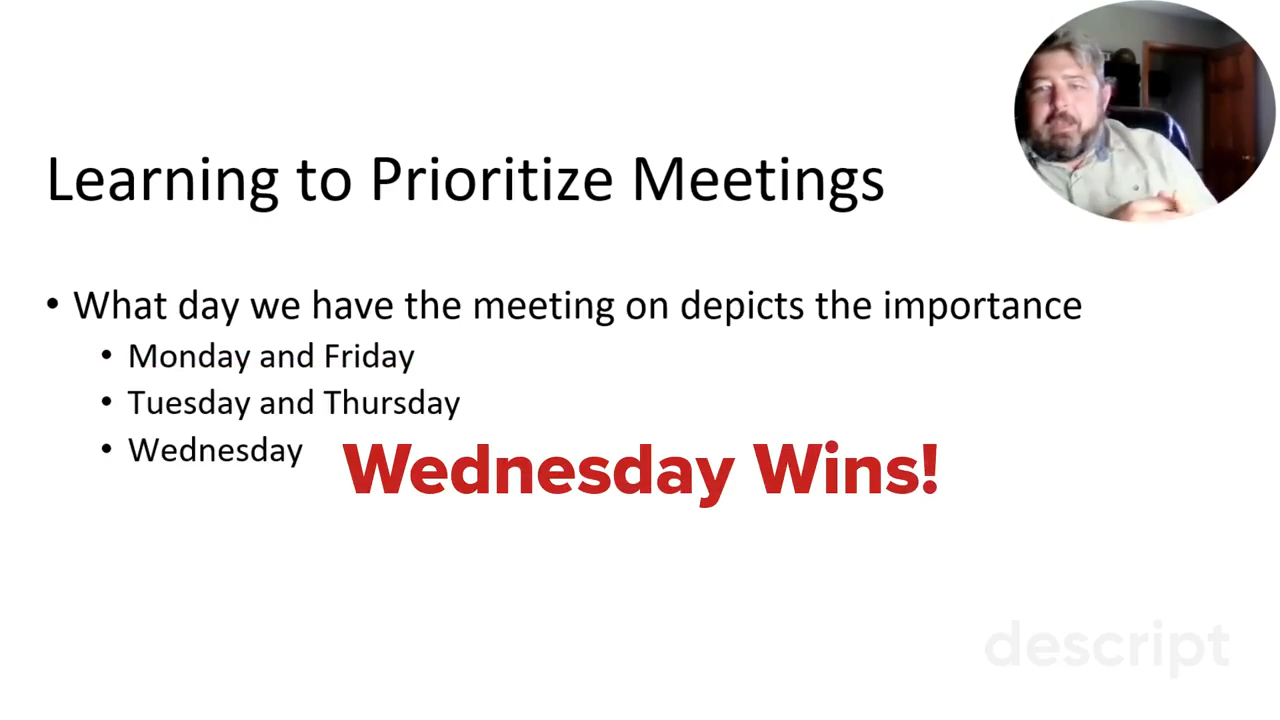 Learning to Prioritize Meetings
• What day we have the meeting on depicts the importance
• Monday and Friday
• Tuesday and Thursday
• Wednesday
Wednesday Wins!
descript